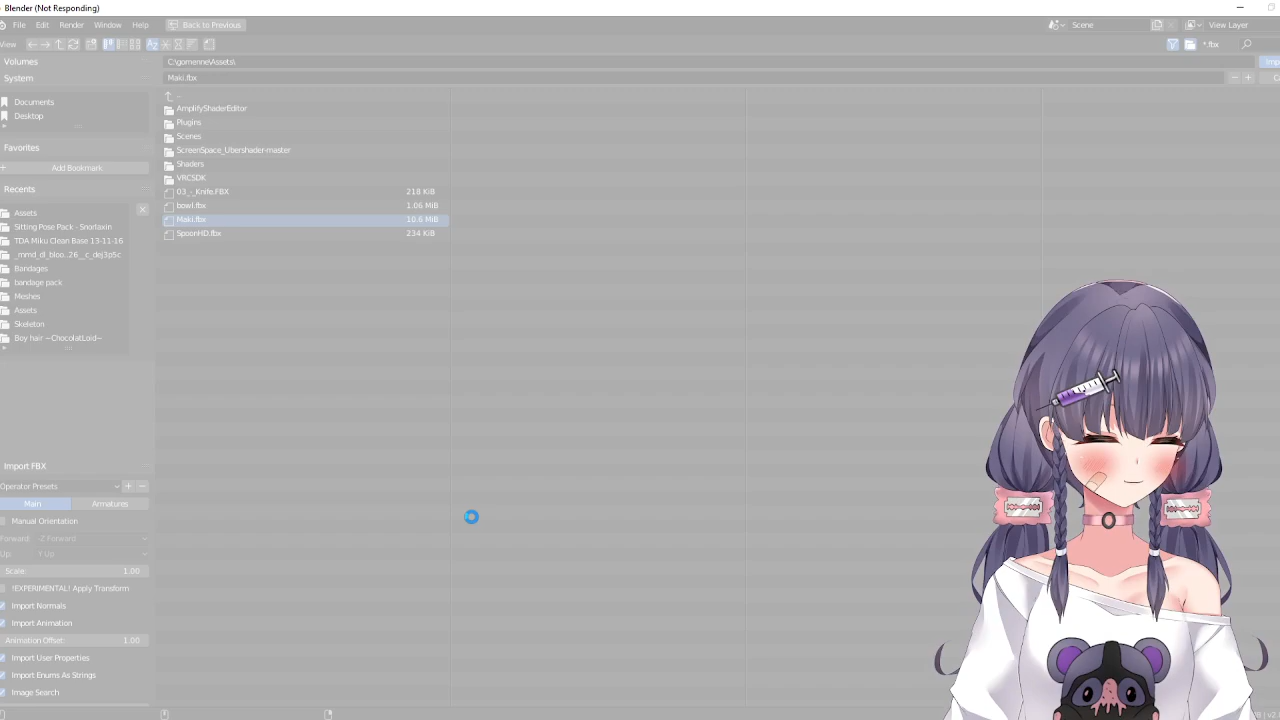 Blender (Not Responding)
File Edit Render Window Help Back to Previous Scene View Layer
View *.fbx
Volumes
C:\gomenne\Assets\
System
Maki.fbx
Documents
Desktop
Favorites
Add Bookmark
Recents
Assets
Sitting Pose Pack - Snorlaxin
TDA Miku Clean Base 13-11-16
_mmd_dl_bloo..26__c_dej3p5c
Bandages
bandage pack
Meshes
Assets
Skeleton
Boy hair ~ChocolatLoid~
..
AmplifyShaderEditor
Plugins
Scenes
ScreenSpace_Ubershader-master
Shaders
VRCSDK
03_-_Knife.FBX 218 KiB
bowl.fbx 1.06 MiB
Maki.fbx 10.6 MiB
SpoonHD.fbx 234 KiB
Import FBX
Operator Presets
Main Armatures
Manual Orientation
Forward: -Z Forward
Up: Y Up
Scale: 1.00
!EXPERIMENTAL! Apply Transform
Import Normals
Import Animation
Animation Offset: 1.00
Import User Properties
Import Enums As Strings
Image Search